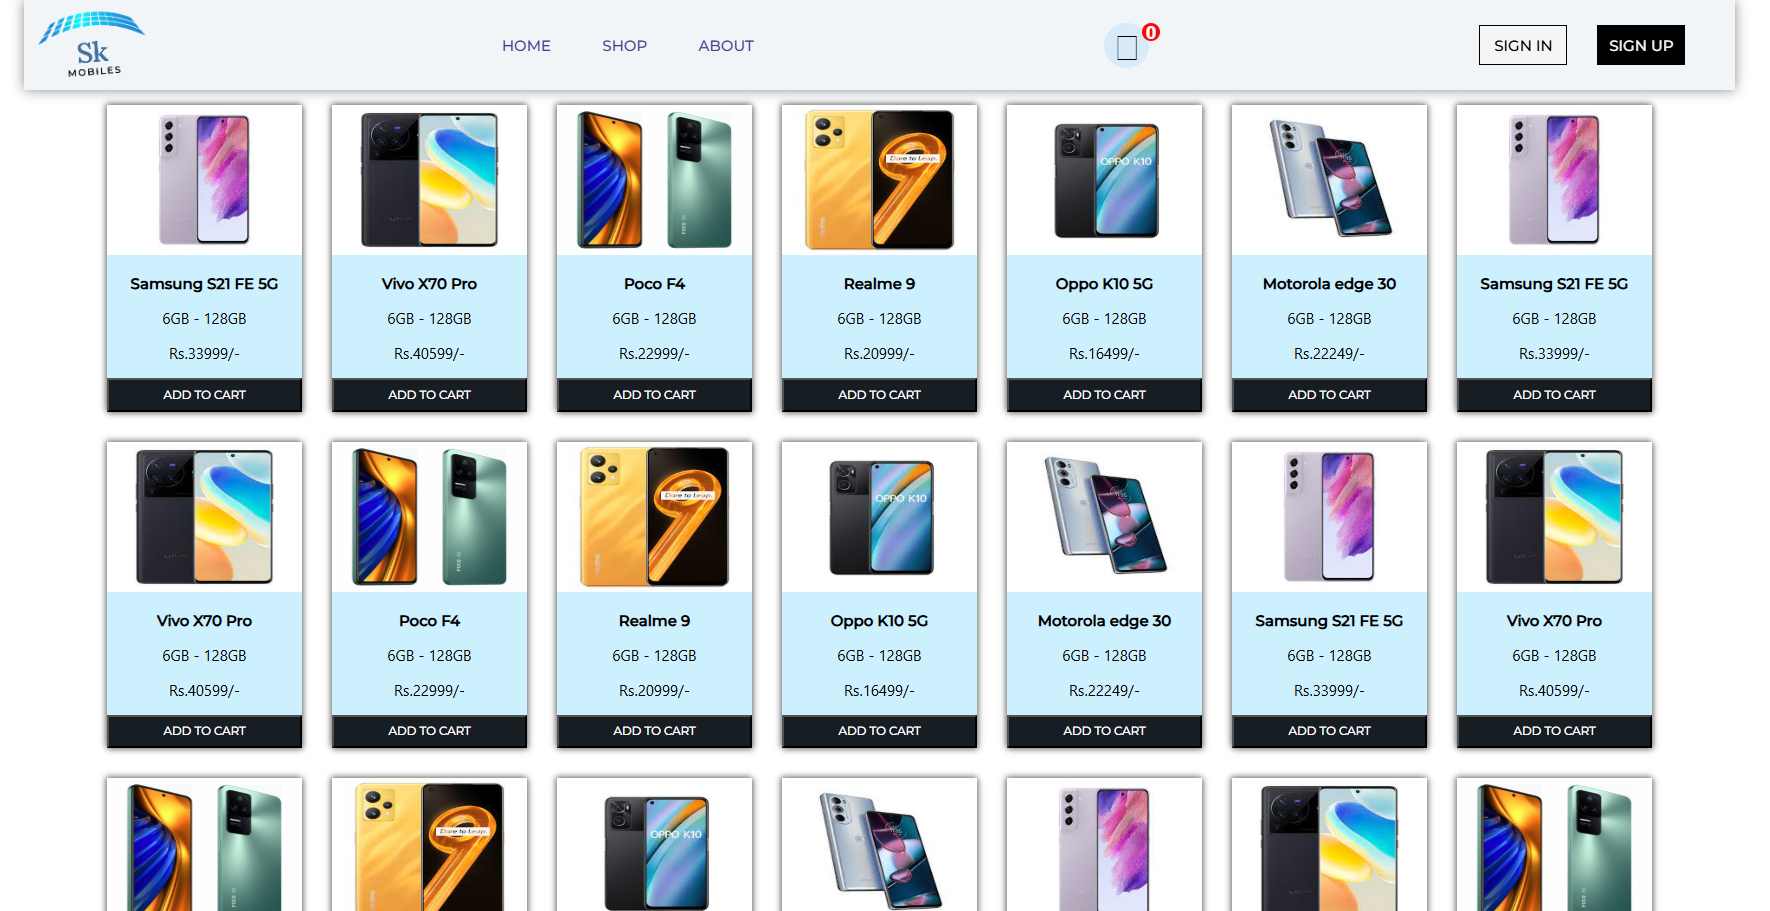 Sk
MOBILES
HOME SHOP ABOUT
0
SIGN IN SIGN UP
Dare to Leap.
OPPO K10
Samsung S21 FE 5G Vivo X70 Pro Poco F4 Realme 9 Oppo K10 5G Motorola edge 30 Samsung S21 FE 5G
6GB - 128GB 6GB - 128GB 6GB - 128GB 6GB - 128GB 6GB - 128GB 6GB - 128GB 6GB - 128GB
Rs.33999/- Rs.40599/- Rs.22999/- Rs.20999/- Rs.16499/- Rs.22249/- Rs.33999/-
ADD TO CART ADD TO CART ADD TO CART ADD TO CART ADD TO CART ADD TO CART ADD TO CART
Dare to Leap.
OPPO K10
Vivo X70 Pro Poco F4 Realme 9 Oppo K10 5G Motorola edge 30 Samsung S21 FE 5G Vivo X70 Pro
6GB - 128GB 6GB - 128GB 6GB - 128GB 6GB - 128GB 6GB - 128GB 6GB - 128GB 6GB - 128GB
Rs.40599/- Rs.22999/- Rs.20999/- Rs.16499/- Rs.22249/- Rs.33999/- Rs.40599/-
ADD TO CART ADD TO CART ADD TO CART ADD TO CART ADD TO CART ADD TO CART ADD TO CART
Dare to Leap.
OPPO K10